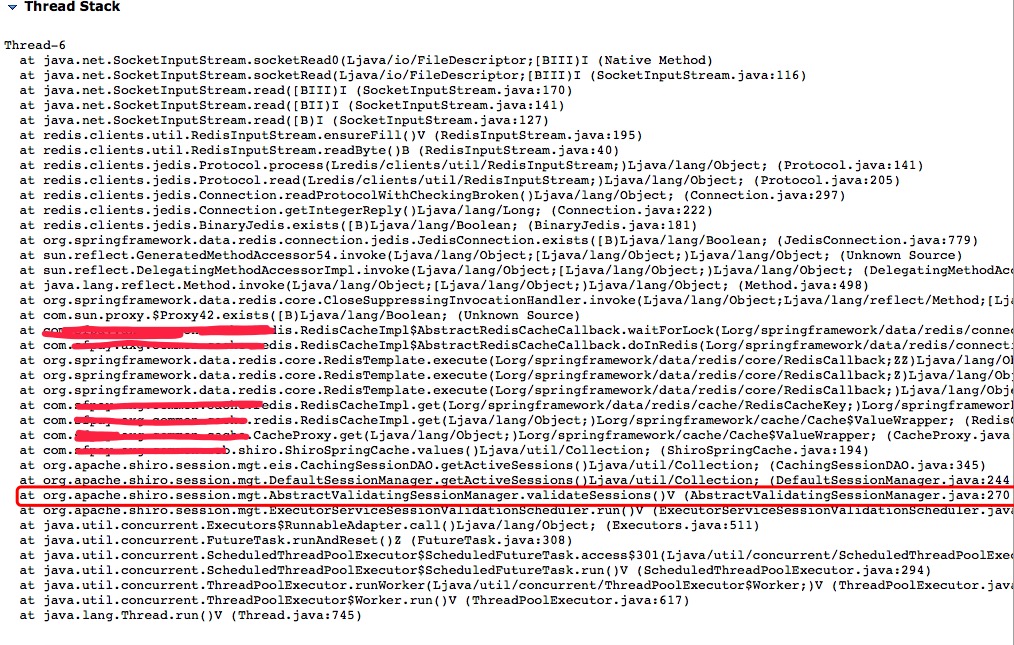 Thread Stack
Thread-6
at java.net.SocketInputStream.socketRead0(Ljava/io/FileDescriptor;[BIII)I (Native Method)
at java.net.SocketInputStream.socketRead(Ljava/io/FileDescriptor;[BIII)I (SocketInputStream.java:116)
at java.net.SocketInputStream.read([BIII)I (SocketInputStream.java:170)
at java.net.SocketInputStream.read([BII)I (SocketInputStream.java:141)
at java.net.SocketInputStream.read([B)I (SocketInputStream.java:127)
at redis.clients.util.RedisInputStream.ensureFill()V (RedisInputStream.java:195)
at redis.clients.util.RedisInputStream.readByte()B (RedisInputStream.java:40)
at redis.clients.jedis.Protocol.process(Lredis/clients/util/RedisInputStream;)Ljava/lang/Object; (Protocol.java:141)
at redis.clients.jedis.Protocol.read(Lredis/clients/util/RedisInputStream;)Ljava/lang/Object; (Protocol.java:205)
at redis.clients.jedis.Connection.readProtocolWithCheckingBroken()Ljava/lang/Object; (Connection.java:297)
at redis.clients.jedis.Connection.getIntegerReply()Ljava/lang/Long; (Connection.java:222)
at redis.clients.jedis.BinaryJedis.exists([B)Ljava/lang/Boolean; (BinaryJedis.java:181)
at org.springframework.data.redis.connection.jedis.JedisConnection.exists([B)Ljava/lang/Boolean; (JedisConnection.java:779)
at sun.reflect.GeneratedMethodAccessor54.invoke(Ljava/lang/Object;[Ljava/lang/Object;)Ljava/lang/Object; (Unknown Source)
at sun.reflect.DelegatingMethodAccessorImpl.invoke(Ljava/lang/Object;[Ljava/lang/Object;)Ljava/lang/Object; (DelegatingMethodAcc
at java.lang.reflect.Method.invoke(Ljava/lang/Object;[Ljava/lang/Object;)Ljava/lang/Object; (Method.java:498)
at org.springframework.data.redis.core.CloseSuppressingInvocationHandler.invoke(Ljava/lang/Object;Ljava/lang/reflect/Method;[Lj
at com.sun.proxy.$Proxy42.exists([B)Ljava/lang/Boolean; (Unknown Source)
at dis.RedisCacheImpl$AbstractRedisCacheCallback.waitForLock(Lorg/springframework/data/redis/connec
at com. edis.RedisCacheImpl$AbstractRedisCacheCallback.doInRedis(Lorg/springframework/data/redis/connecti
at org.springframework.data.redis.core.RedisTemplate.execute(Lorg/springframework/data/redis/core/RedisCallback;ZZ)Ljava/lang/O
at org.springframework.data.redis.core.RedisTemplate.execute(Lorg/springframework/data/redis/core/RedisCallback;Z)Ljava/lang/Ob
at org.springframework.data.redis.core.RedisTemplate.execute(Lorg/springframework/data/redis/core/RedisCallback;)Ljava/lang/Obje
at com. edis.RedisCacheImpl.get(Lorg/springframework/data/redis/cache/RedisCacheKey;)Lorg/springframewor
at com. .redis.RedisCacheImpl.get(Ljava/lang/Object;)Lorg/springframework/cache/Cache$ValueWrapper; (RedisC
at com. .CacheProxy.get(Ljava/lang/Object;)Lorg/springframework/cache/Cache$ValueWrapper; (CacheProxy.java
at com. b.shiro.ShiroSpringCache.values()Ljava/util/Collection; (ShiroSpringCache.java:194)
at org.apache.shiro.session.mgt.eis.CachingSessionDAO.getActiveSessions()Ljava/util/Collection; (CachingSessionDAO.java:345)
at org.apache.shiro.session.mgt.DefaultSessionManager.getActiveSessions()Ljava/util/Collection; (DefaultSessionManager.java:244
at org.apache.shiro.session.mgt.AbstractValidatingSessionManager.validateSessions()V (AbstractValidatingSessionManager.java:270
at org.apache.shiro.session.mgt.ExecutorServiceSessionValidationScheduler.run()V (ExecutorServiceSessionValidationScheduler.java
at java.util.concurrent.Executors$RunnableAdapter.call()Ljava/lang/Object; (Executors.java:511)
at java.util.concurrent.FutureTask.runAndReset()Z (FutureTask.java:308)
at java.util.concurrent.ScheduledThreadPoolExecutor$ScheduledFutureTask.access$301(Ljava/util/concurrent/ScheduledThreadPoolExe
at java.util.concurrent.ScheduledThreadPoolExecutor$ScheduledFutureTask.run()V (ScheduledThreadPoolExecutor.java:294)
at java.util.concurrent.ThreadPoolExecutor.runWorker(Ljava/util/concurrent/ThreadPoolExecutor$Worker;)V (ThreadPoolExecutor.java
at java.util.concurrent.ThreadPoolExecutor$Worker.run()V (ThreadPoolExecutor.java:617)
at java.lang.Thread.run()V (Thread.java:745)